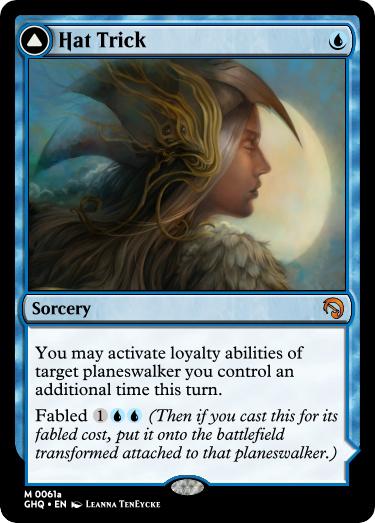 Hat Trick
Sorcery
You may activate loyalty abilities of
target planeswalker you control an
additional time this turn.
Fabled 1 (Then if you cast this for its
fabled cost, put it onto the battlefield
transformed attached to that planeswalker.)
M 0061a
GHQ • EN Leanna TenEycke